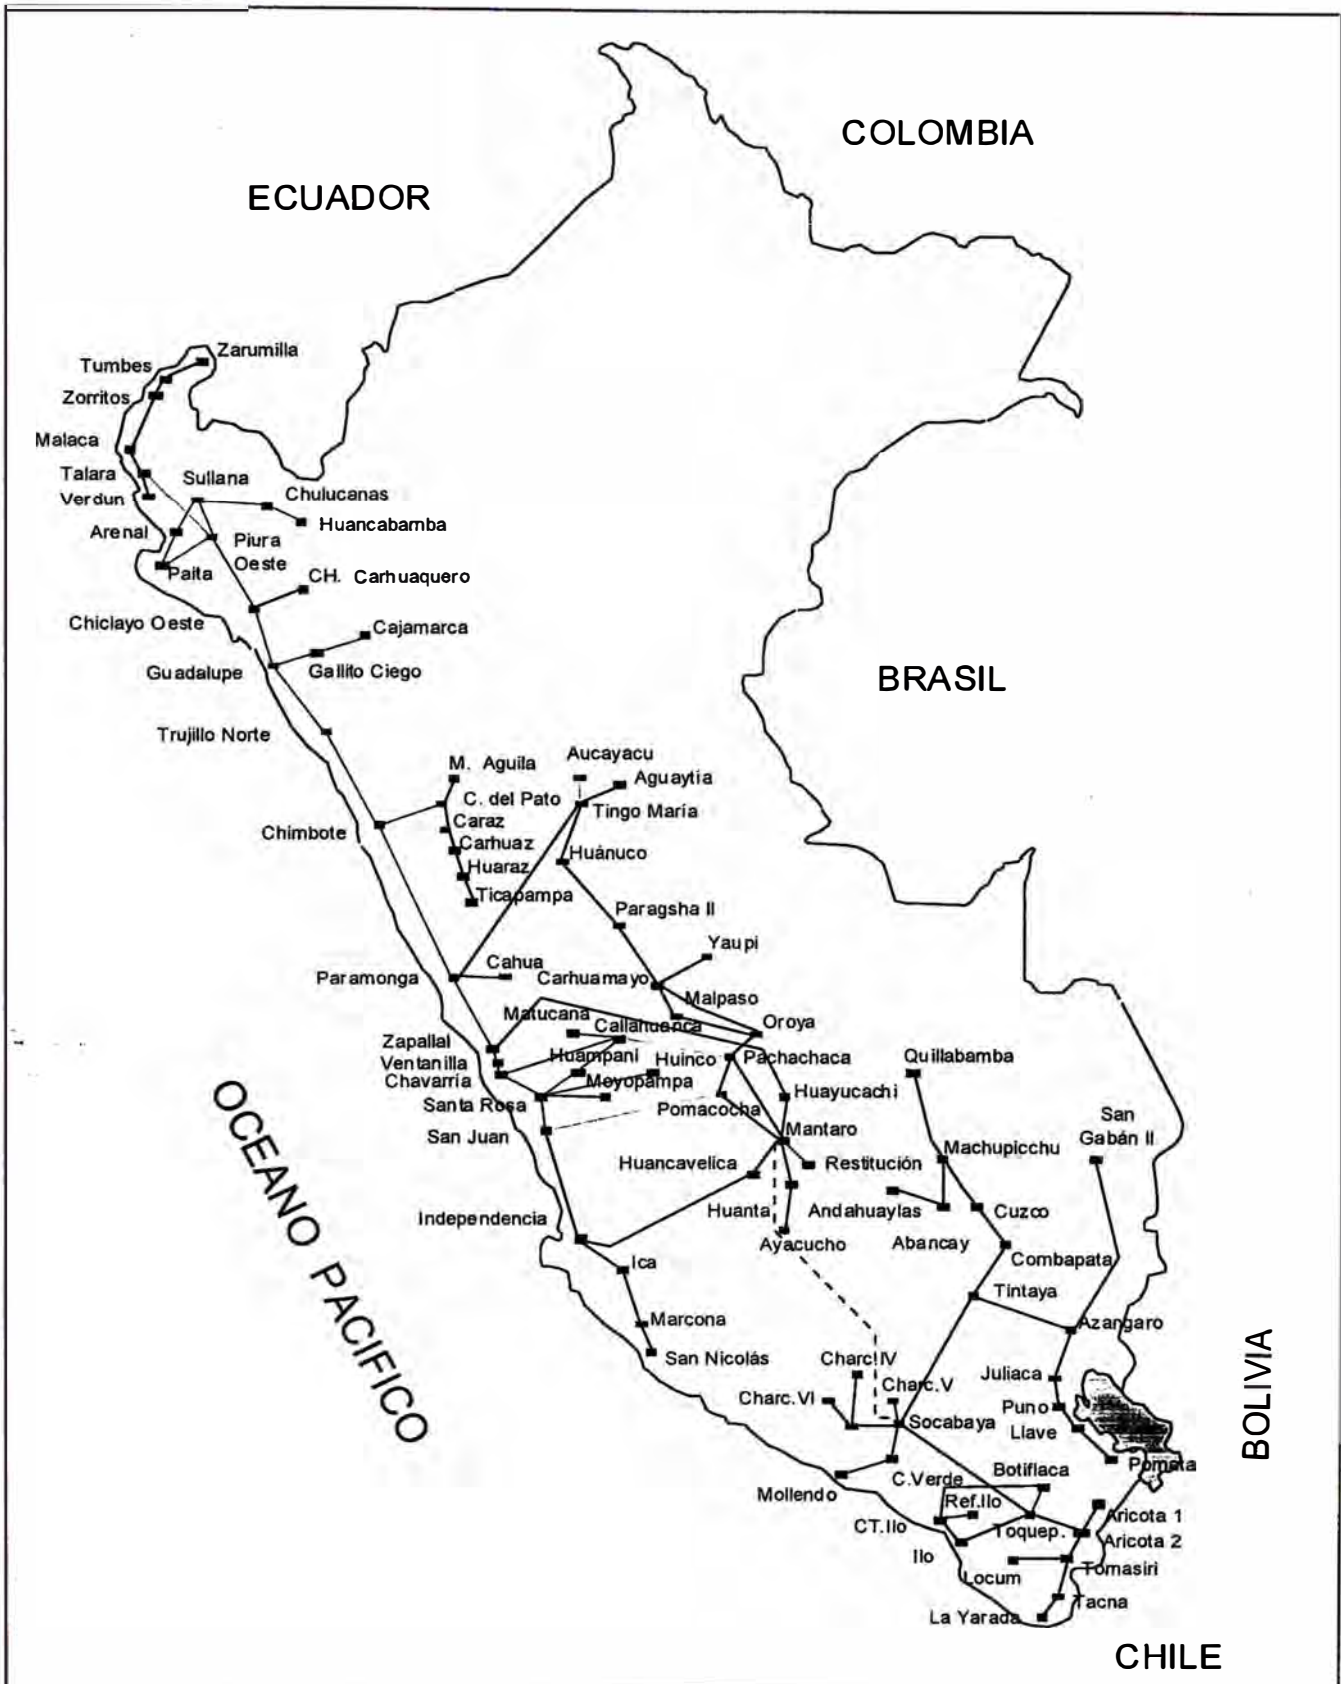 COLOMBIA
ECUADOR
Zarumilla
Tumbes
Zorritos
Malaca
Talara
Sullana
Verdun
Chulucanas
Huancabamba
Arenal
Piura
Oeste
Paita
CH. Carhuaquero
Chiclayo Oeste
Cajamarca
Guadalupe
Gallito Ciego
BRASIL
Trujillo Norte
M. Aguila
Aucayacu
Aguaytía
C. del Pato
Tingo María
Caraz
Chimbote
Carhuaz
Huánuco
Huaraz
Ticapampa
Paragsha II
Yaupi
Cahua
Paramonga
Carhuamayo
Malpaso
Matucana
Callahuanca
Oroya
Zapallal
Ventanilla
Huampani
Huinco
Pachachaca
Quillabamba
Chavarría
Moyopampa
Huayucachi
Santa Rosa
Pomacocha
San
Gabán II
San Juan
Mantaro
Machupicchu
Huancavelica
Restitución
Independencia
Huanta
Andahuaylas
Cuzco
Ayacucho
Abancay
Combapata
Ica
Tintaya
Marcona
Azangaro
San Nicolás
Charc.IV
Juliaca
Charc.VI
Charc.V
Puno
Socabaya
Llave
OCEANO PACIFICO
BOLIVIA
Pomata
C.Verde
Botiflaca
Mollendo
Ref.Ilo
CT.Ilo
Toquep.
Aricota 1
Aricota 2
Ilo
Locum
Tomasiri
Tacna
La Yarada
CHILE